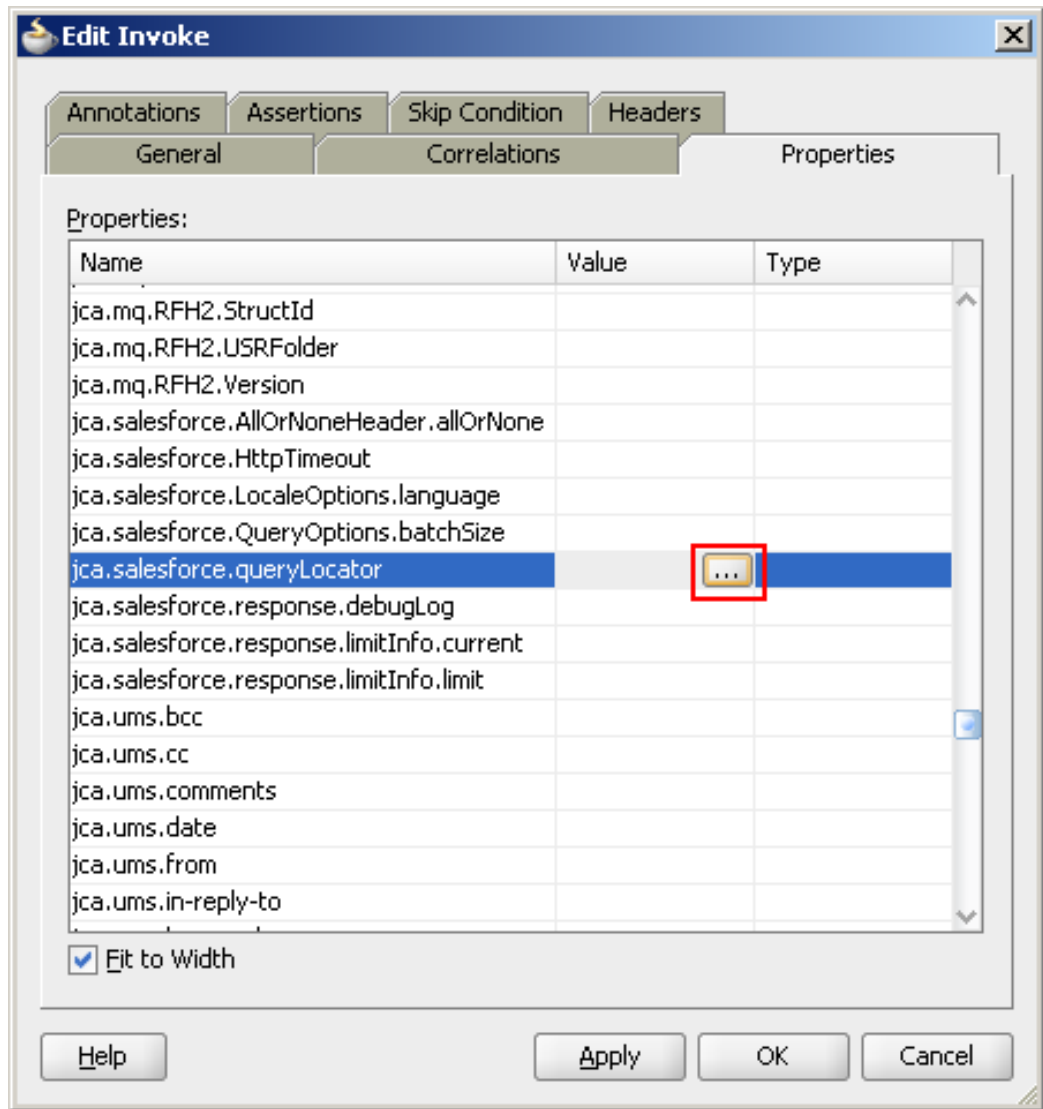 Edit Invoke
Annotations Assertions Skip Condition Headers
General Correlations Properties
Properties:
Name Value Type
jca.mq.RFH2.StructId
jca.mq.RFH2.USRFolder
jca.mq.RFH2.Version
jca.salesforce.AllOrNoneHeader.allOrNone
jca.salesforce.HttpTimeout
jca.salesforce.LocaleOptions.language
jca.salesforce.QueryOptions.batchSize
jca.salesforce.queryLocator ...
jca.salesforce.response.debugLog
jca.salesforce.response.limitInfo.current
jca.salesforce.response.limitInfo.limit
jca.ums.bcc
jca.ums.cc
jca.ums.comments
jca.ums.date
jca.ums.from
jca.ums.in-reply-to
Fit to Width
Help Apply OK Cancel